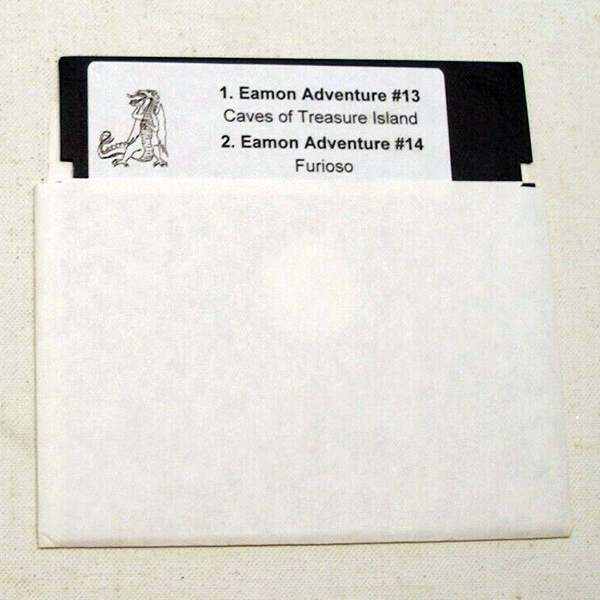 1. Eamon Adventure #13
Caves of Treasure Island
2. Eamon Adventure #14
Furioso